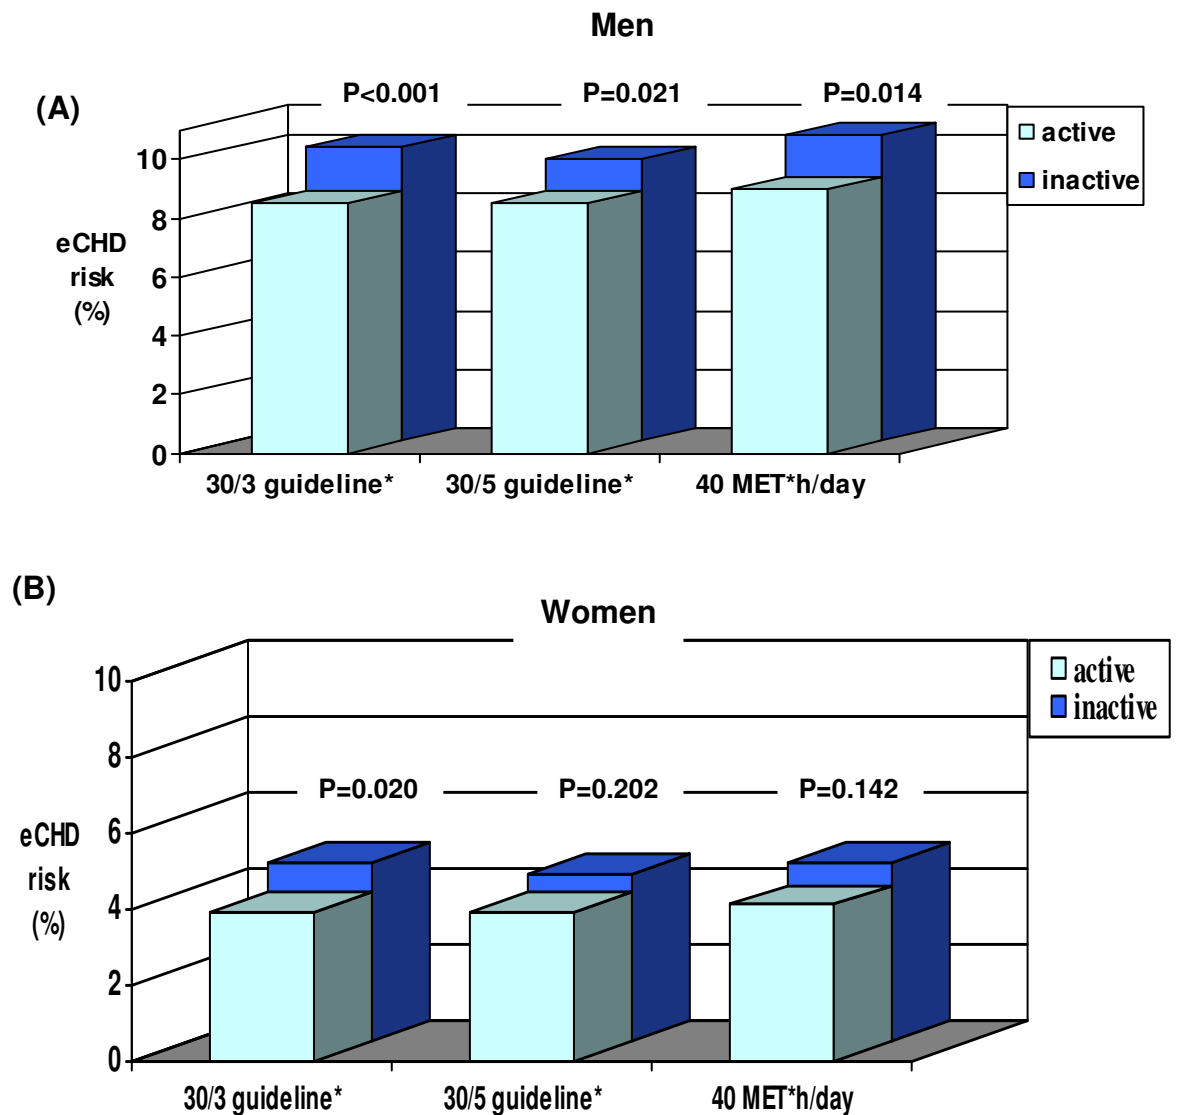 Men
(A)
P<0.001 P=0.021 P=0.014
active
inactive
10
8
6
4
2
0
eCHD
risk
(%)
30/3 guideline* 30/5 guideline* 40 MET*h/day
(B)
Women
active
inactive
10
8
6
4
2
0
P=0.020 P=0.202 P=0.142
eCHD
risk
(%)
30/3 guideline* 30/5 guideline* 40 MET*h/day